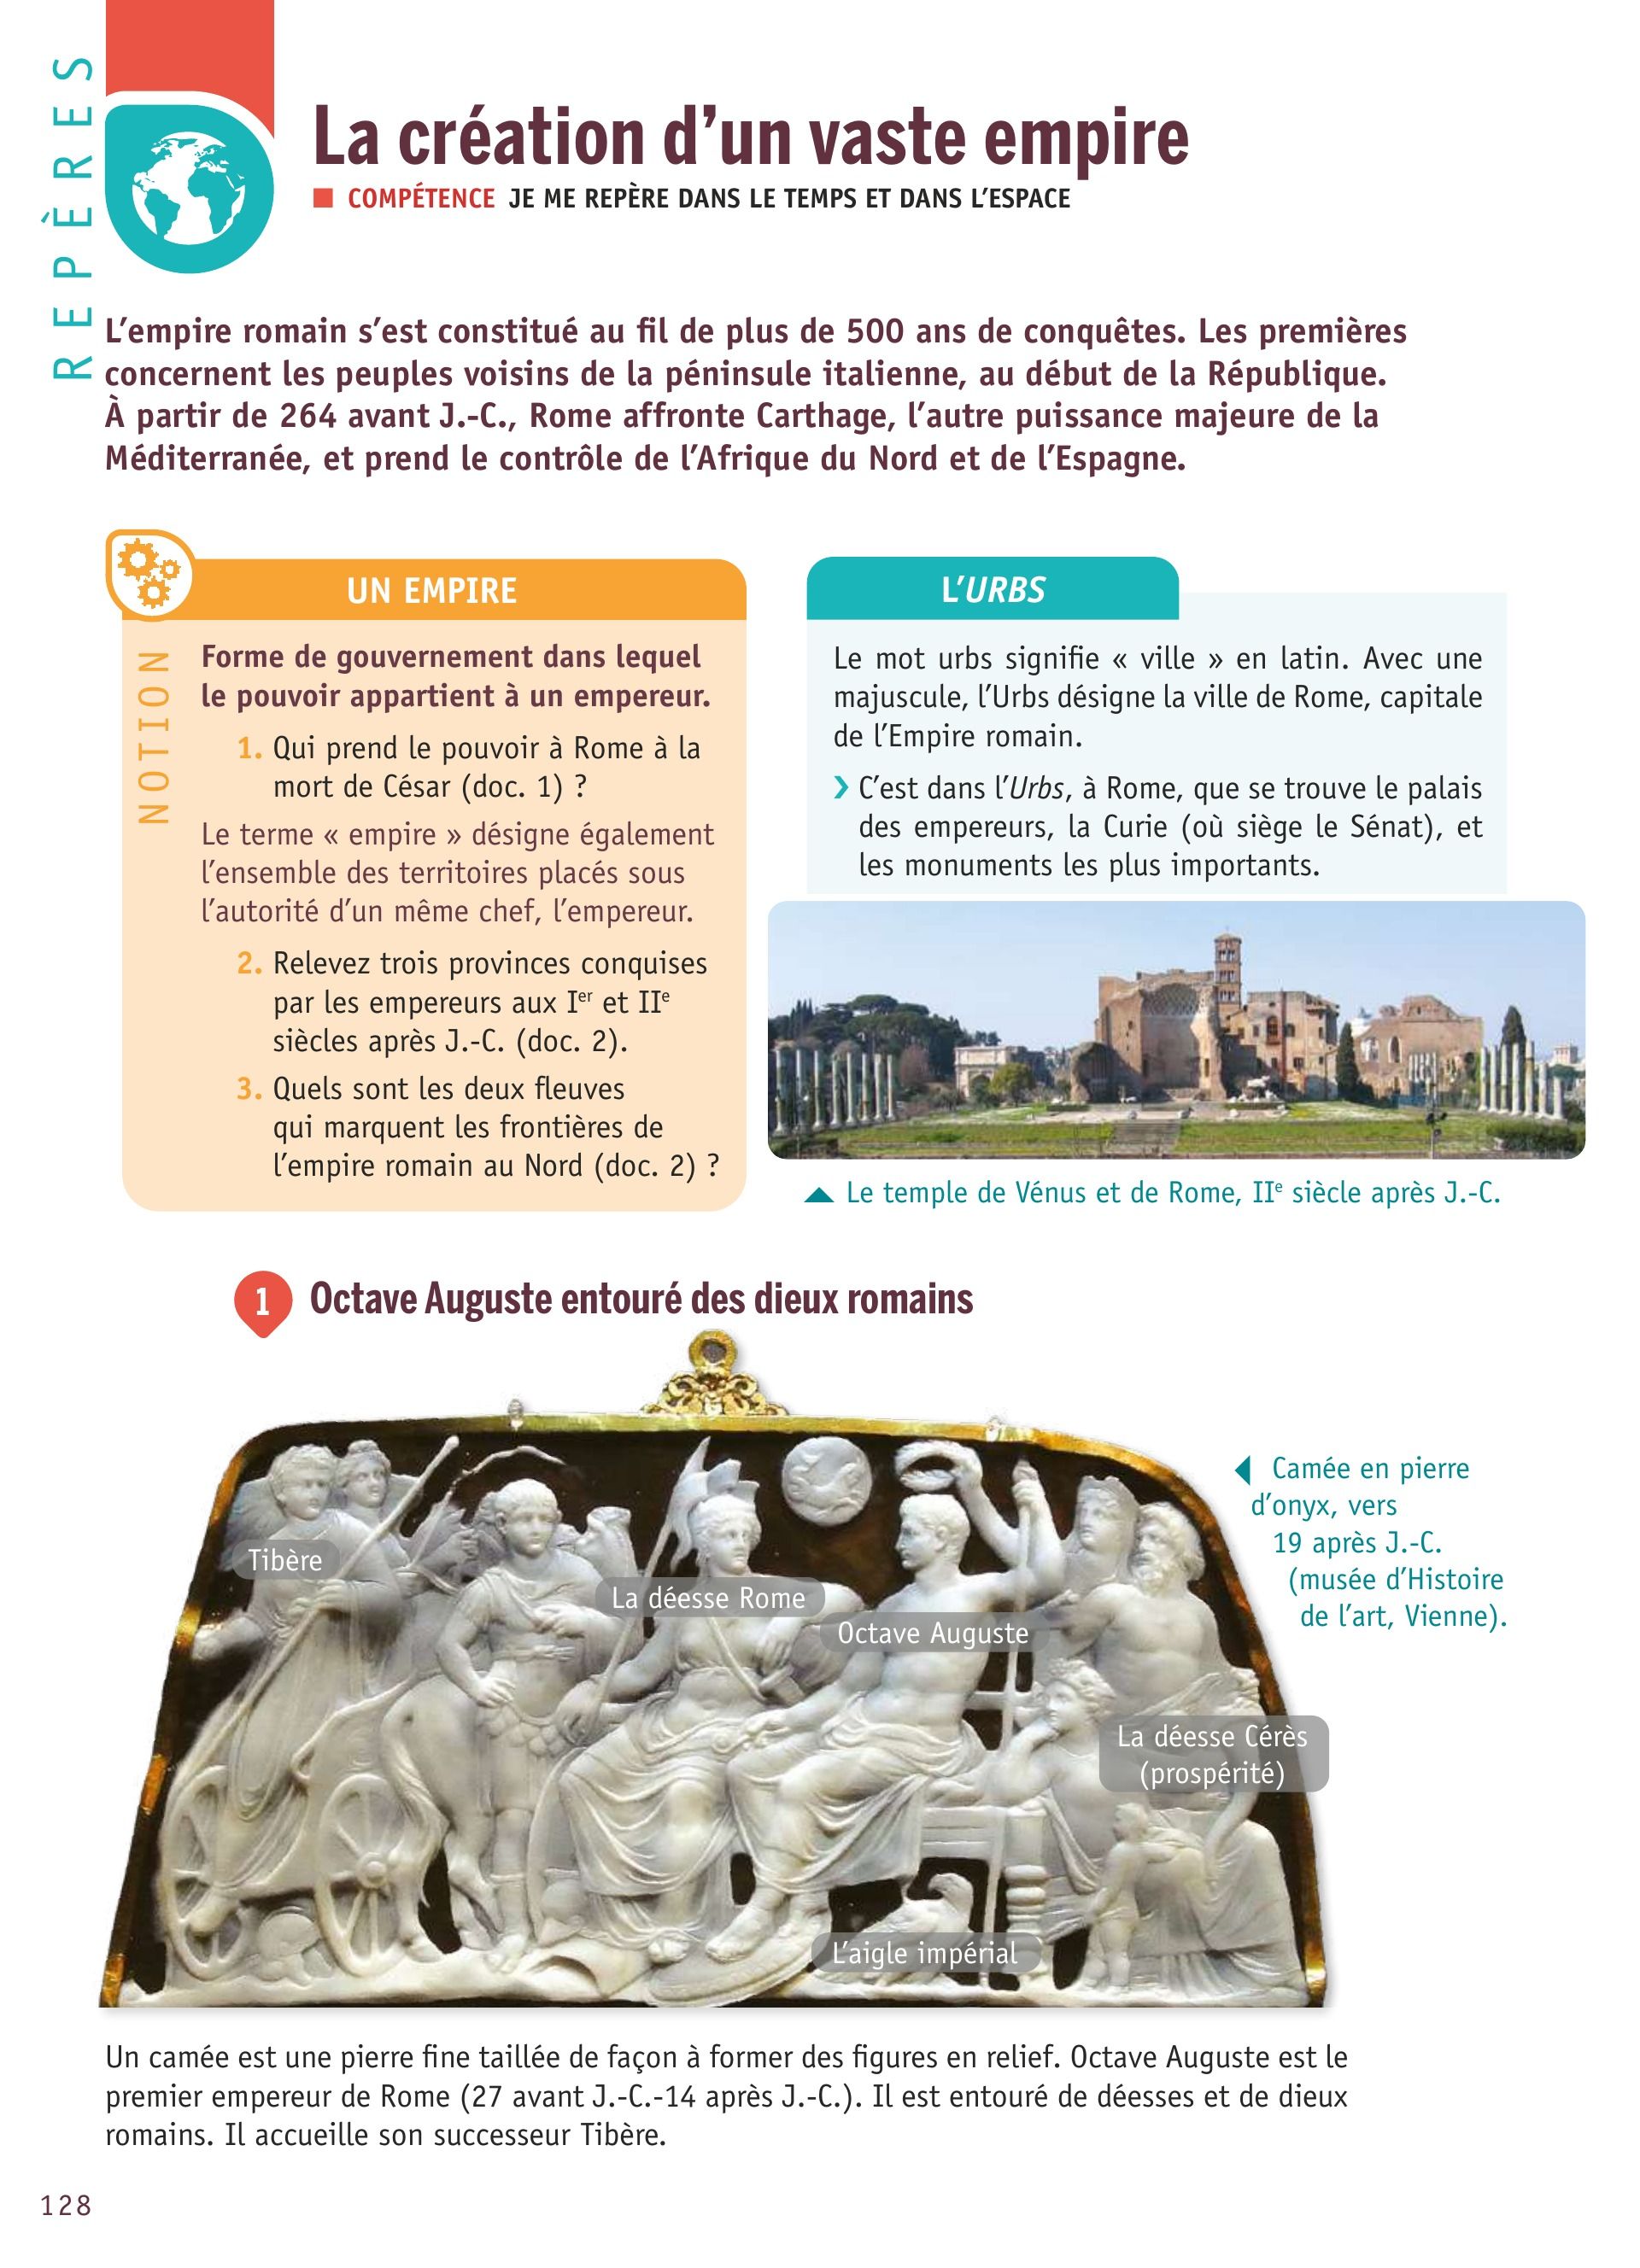 REPÈRES
La création d'un vaste empire
COMPÉTENCE JE ME REPÈRE DANS LE TEMPS ET DANS L'ESPACE
L'empire romain s'est constitué au fil de plus de 500 ans de conquêtes. Les premières
concernent les peuples voisins de la péninsule italienne, au début de la République.
À partir de 264 avant J.-C., Rome affronte Carthage, l'autre puissance majeure de la
Méditerranée, et prend le contrôle de l'Afrique du Nord et de l'Espagne.
UN EMPIRE
NOTION
Forme de gouvernement dans lequel
le pouvoir appartient à un empereur.
1. Qui prend le pouvoir à Rome à la
mort de César (doc. 1) ?
Le terme « empire » désigne également
l'ensemble des territoires placés sous
l'autorité d'un même chef, l'empereur.
2. Relevez trois provinces conquises
par les empereurs aux Ier et IIe
siècles après J.-C. (doc. 2).
3. Quels sont les deux fleuves
qui marquent les frontières de
l'empire romain au Nord (doc. 2) ?
L'URBS
Le mot urbs signifie « ville » en latin. Avec une
majuscule, l'Urbs désigne la ville de Rome, capitale
de l'Empire romain.
› C'est dans l'Urbs, à Rome, que se trouve le palais
des empereurs, la Curie (où siège le Sénat), et
les monuments les plus importants.
Le temple de Vénus et de Rome, IIe siècle après J.-C.
1 Octave Auguste entouré des dieux romains
Camée en pierre
d'onyx, vers
19 après J.-C.
(musée d'Histoire
de l'art, Vienne).
Tibère
La déesse Rome
Octave Auguste
La déesse Cérès
(prospérité)
L'aigle impérial
Un camée est une pierre fine taillée de façon à former des figures en relief. Octave Auguste est le
premier empereur de Rome (27 avant J.-C.-14 après J.-C.). Il est entouré de déesses et de dieux
romains. Il accueille son successeur Tibère.
128